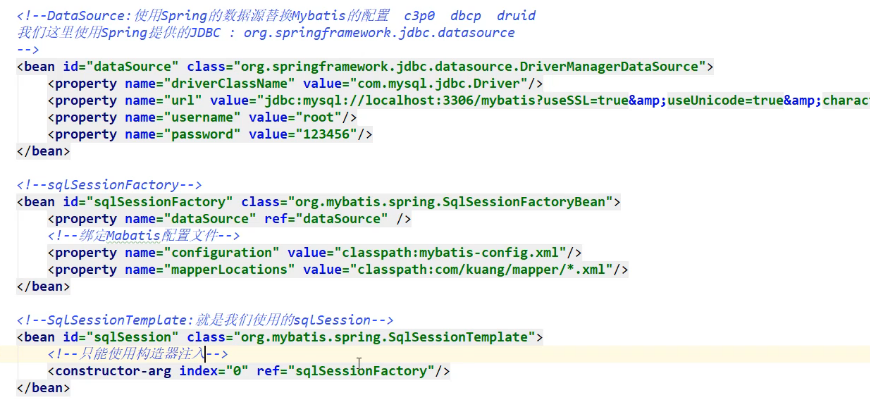 <!--DataSource:使用Spring的数据源替换Mybatis的配置  c3p0  dbcp  druid
我们这里使用Spring提供的JDBC : org.springframework.jdbc.datasource
-->
<bean id="dataSource" class="org.springframework.jdbc.datasource.DriverManagerDataSource">
    <property name="driverClassName" value="com.mysql.jdbc.Driver"/>
    <property name="url" value="jdbc:mysql://localhost:3306/mybatis?useSSL=true&amp;useUnicode=true&amp;charac
    <property name="username" value="root"/>
    <property name="password" value="123456"/>
</bean>
<!--sqlSessionFactory-->
<bean id="sqlSessionFactory" class="org.mybatis.spring.SqlSessionFactoryBean">
    <property name="dataSource" ref="dataSource" />
    <!--绑定Mabatis配置文件-->
    <property name="configuration" value="classpath:mybatis-config.xml"/>
    <property name="mapperLocations" value="classpath:com/kuang/mapper/*.xml"/>
</bean>
<!--SqlSessionTemplate:就是我们使用的sqlSession-->
<bean id="sqlSession" class="org.mybatis.spring.SqlSessionTemplate">
    <!--只能使用构造器注入-->
    <constructor-arg index="0" ref="sqlSessionFactory"/>
</bean>